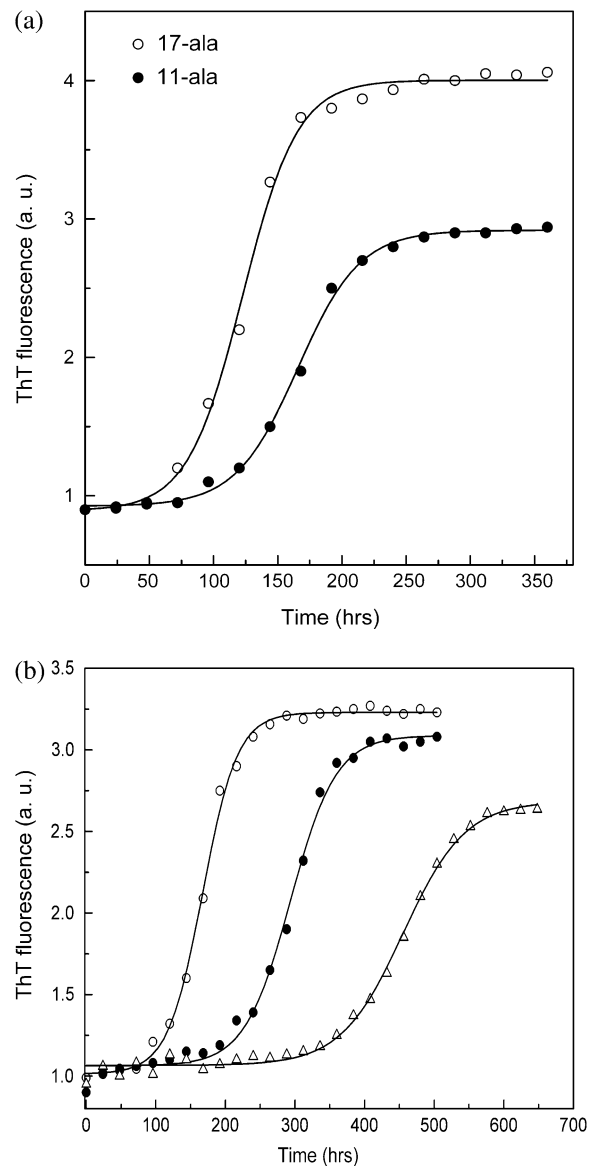 (a)
17-ala
11-ala
4
3
2
1
ThT fluorescence (a. u.)
0 50 100 150 200 250 300 350
Time (hrs)
(b)
3.5
3.0
2.5
2.0
1.5
1.0
ThT fluorescence (a. u.)
0 100 200 300 400 500 600 700
Time (hrs)